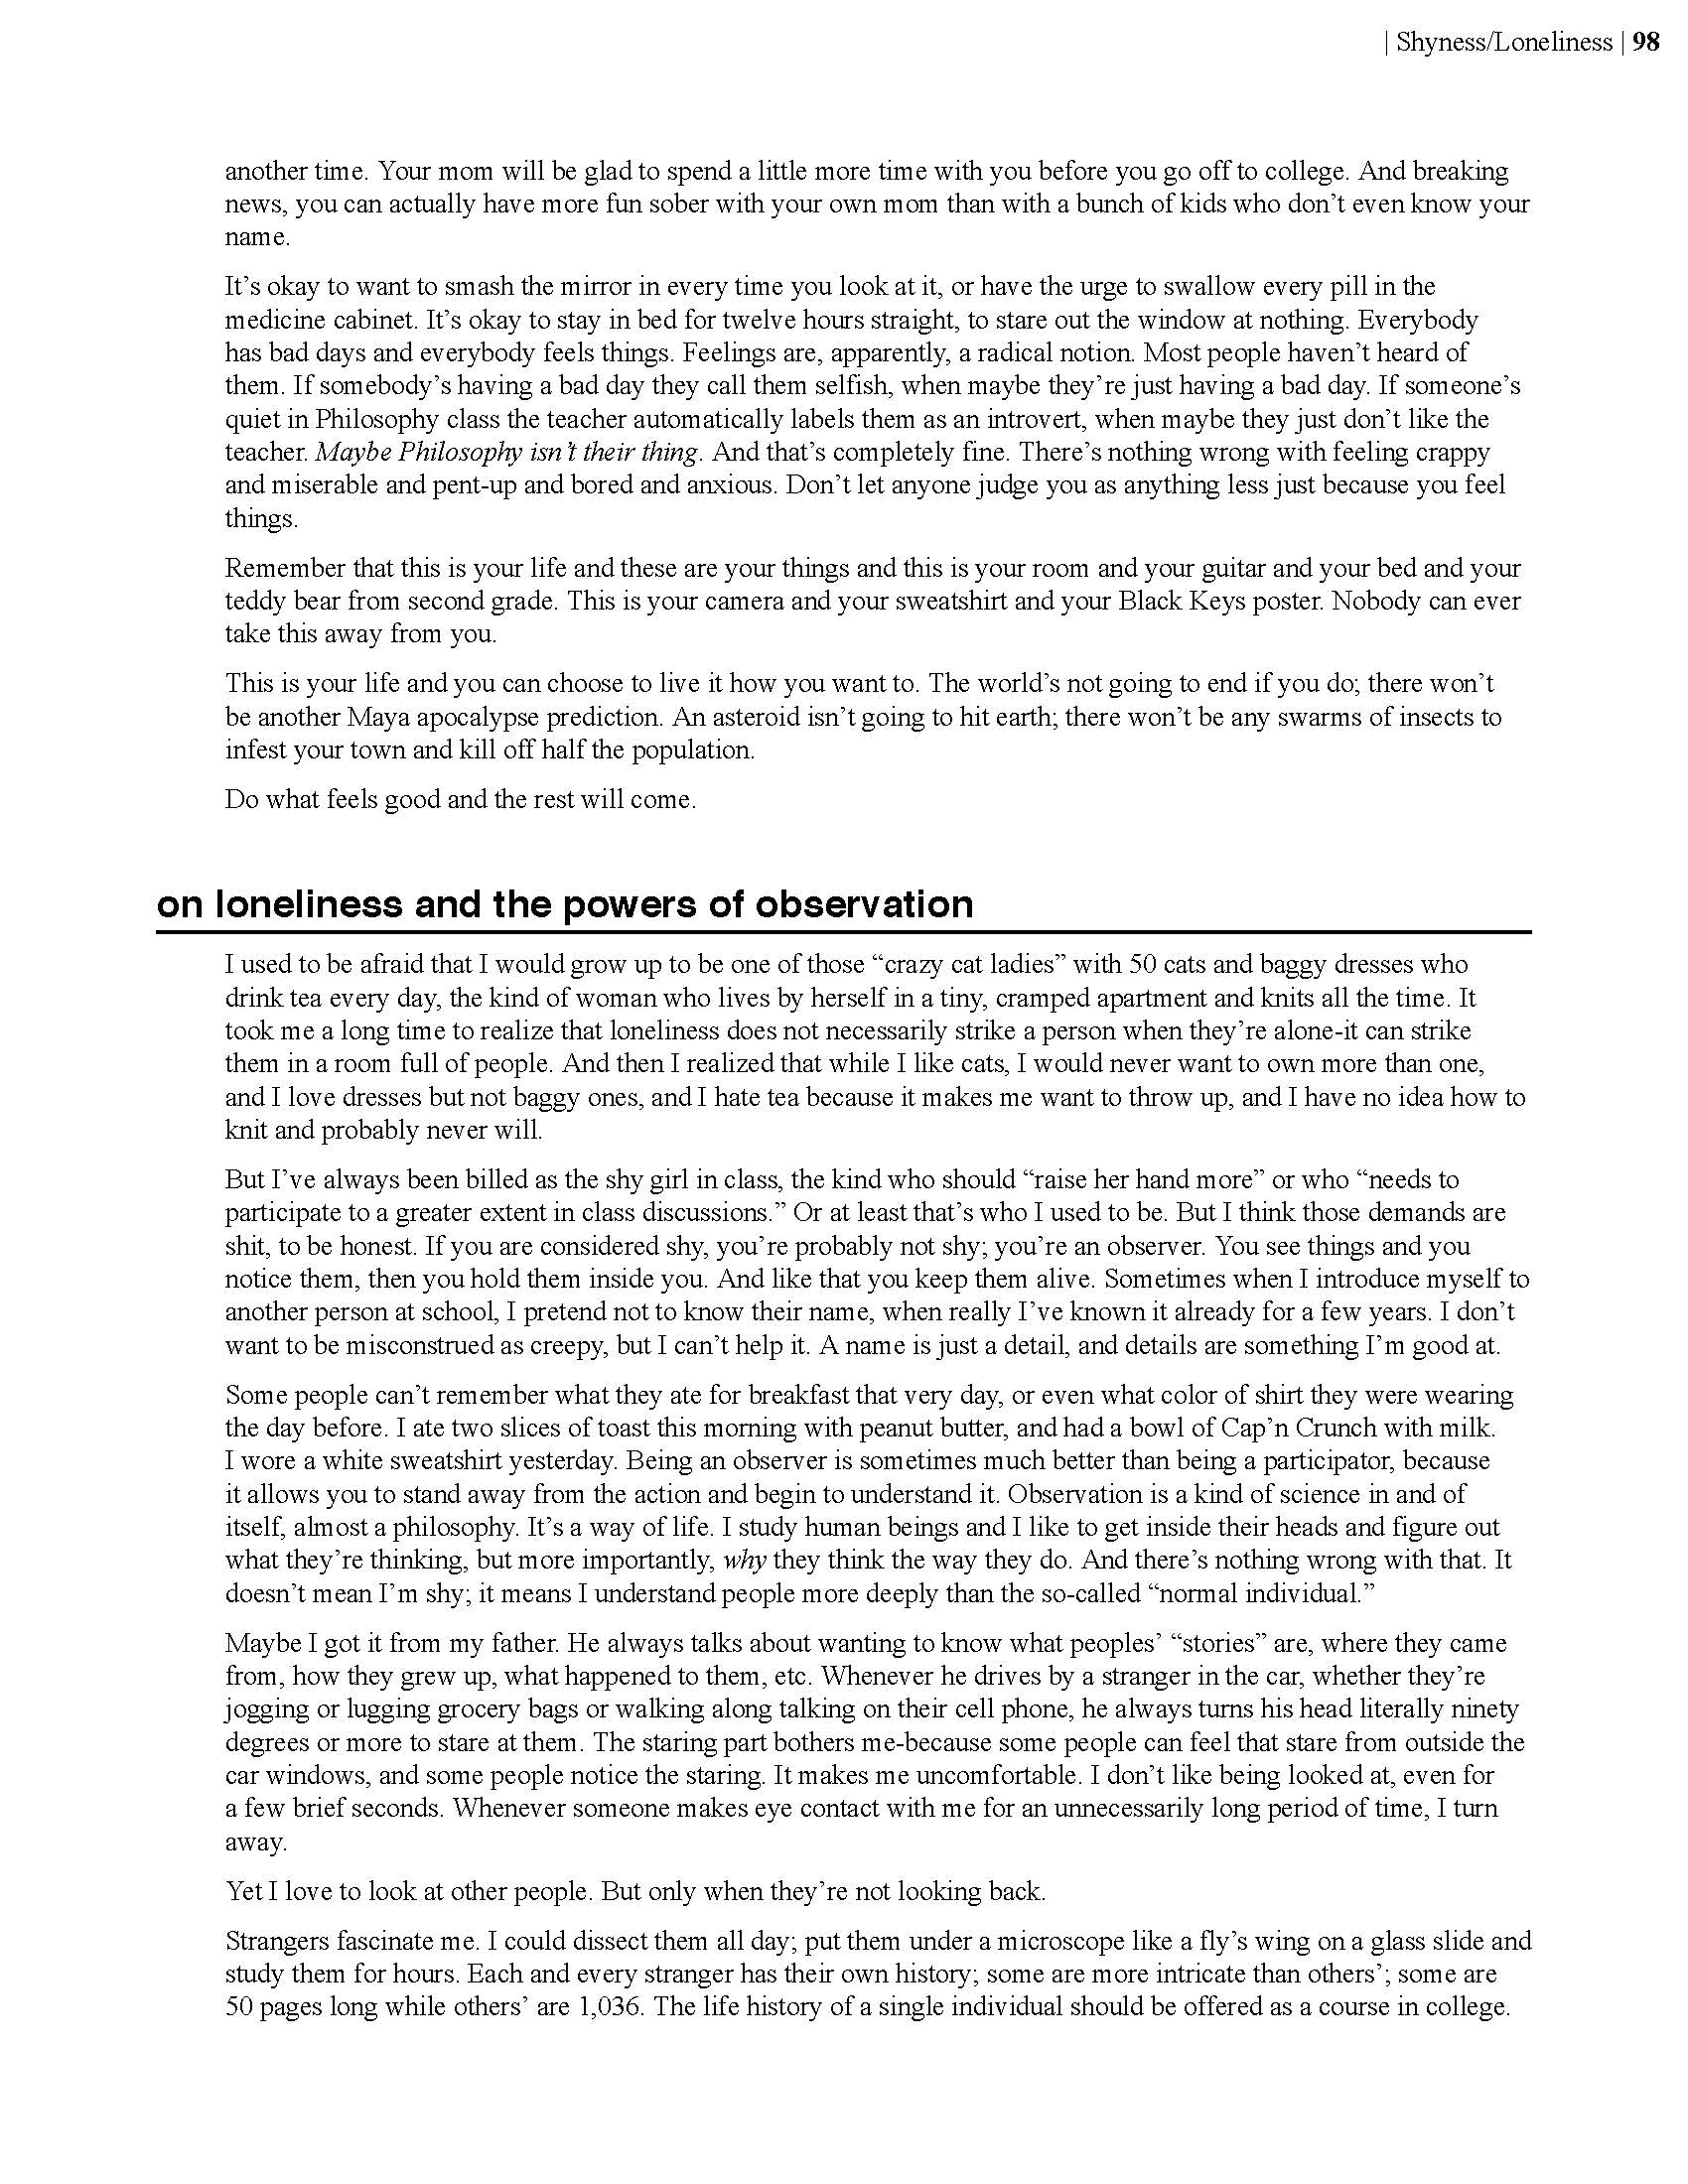 | Shyness/Loneliness | 98
another time. Your mom will be glad to spend a little more time with you before you go off to college. And breaking
news, you can actually have more fun sober with your own mom than with a bunch of kids who don’t even know your
name.
It’s okay to want to smash the mirror in every time you look at it, or have the urge to swallow every pill in the
medicine cabinet. It’s okay to stay in bed for twelve hours straight, to stare out the window at nothing. Everybody
has bad days and everybody feels things. Feelings are, apparently, a radical notion. Most people haven’t heard of
them. If somebody’s having a bad day they call them selfish, when maybe they’re just having a bad day. If someone’s
quiet in Philosophy class the teacher automatically labels them as an introvert, when maybe they just don’t like the
teacher. Maybe Philosophy isn’t their thing. And that’s completely fine. There’s nothing wrong with feeling crappy
and miserable and pent-up and bored and anxious. Don’t let anyone judge you as anything less just because you feel
things.
Remember that this is your life and these are your things and this is your room and your guitar and your bed and your
teddy bear from second grade. This is your camera and your sweatshirt and your Black Keys poster. Nobody can ever
take this away from you.
This is your life and you can choose to live it how you want to. The world’s not going to end if you do; there won’t
be another Maya apocalypse prediction. An asteroid isn’t going to hit earth; there won’t be any swarms of insects to
infest your town and kill off half the population.
Do what feels good and the rest will come.
on loneliness and the powers of observation
I used to be afraid that I would grow up to be one of those “crazy cat ladies” with 50 cats and baggy dresses who
drink tea every day, the kind of woman who lives by herself in a tiny, cramped apartment and knits all the time. It
took me a long time to realize that loneliness does not necessarily strike a person when they’re alone-it can strike
them in a room full of people. And then I realized that while I like cats, I would never want to own more than one,
and I love dresses but not baggy ones, and I hate tea because it makes me want to throw up, and I have no idea how to
knit and probably never will.
But I’ve always been billed as the shy girl in class, the kind who should “raise her hand more” or who “needs to
participate to a greater extent in class discussions.” Or at least that’s who I used to be. But I think those demands are
shit, to be honest. If you are considered shy, you’re probably not shy; you’re an observer. You see things and you
notice them, then you hold them inside you. And like that you keep them alive. Sometimes when I introduce myself to
another person at school, I pretend not to know their name, when really I’ve known it already for a few years. I don’t
want to be misconstrued as creepy, but I can’t help it. A name is just a detail, and details are something I’m good at.
Some people can’t remember what they ate for breakfast that very day, or even what color of shirt they were wearing
the day before. I ate two slices of toast this morning with peanut butter, and had a bowl of Cap’n Crunch with milk.
I wore a white sweatshirt yesterday. Being an observer is sometimes much better than being a participator, because
it allows you to stand away from the action and begin to understand it. Observation is a kind of science in and of
itself, almost a philosophy. It’s a way of life. I study human beings and I like to get inside their heads and figure out
what they’re thinking, but more importantly, why they think the way they do. And there’s nothing wrong with that. It
doesn’t mean I’m shy; it means I understand people more deeply than the so-called “normal individual.”
Maybe I got it from my father. He always talks about wanting to know what peoples’ “stories” are, where they came
from, how they grew up, what happened to them, etc. Whenever he drives by a stranger in the car, whether they’re
jogging or lugging grocery bags or walking along talking on their cell phone, he always turns his head literally ninety
degrees or more to stare at them. The staring part bothers me-because some people can feel that stare from outside the
car windows, and some people notice the staring. It makes me uncomfortable. I don’t like being looked at, even for
a few brief seconds. Whenever someone makes eye contact with me for an unnecessarily long period of time, I turn
away.
Yet I love to look at other people. But only when they’re not looking back.
Strangers fascinate me. I could dissect them all day; put them under a microscope like a fly’s wing on a glass slide and
study them for hours. Each and every stranger has their own history; some are more intricate than others’; some are
50 pages long while others’ are 1,036. The life history of a single individual should be offered as a course in college.